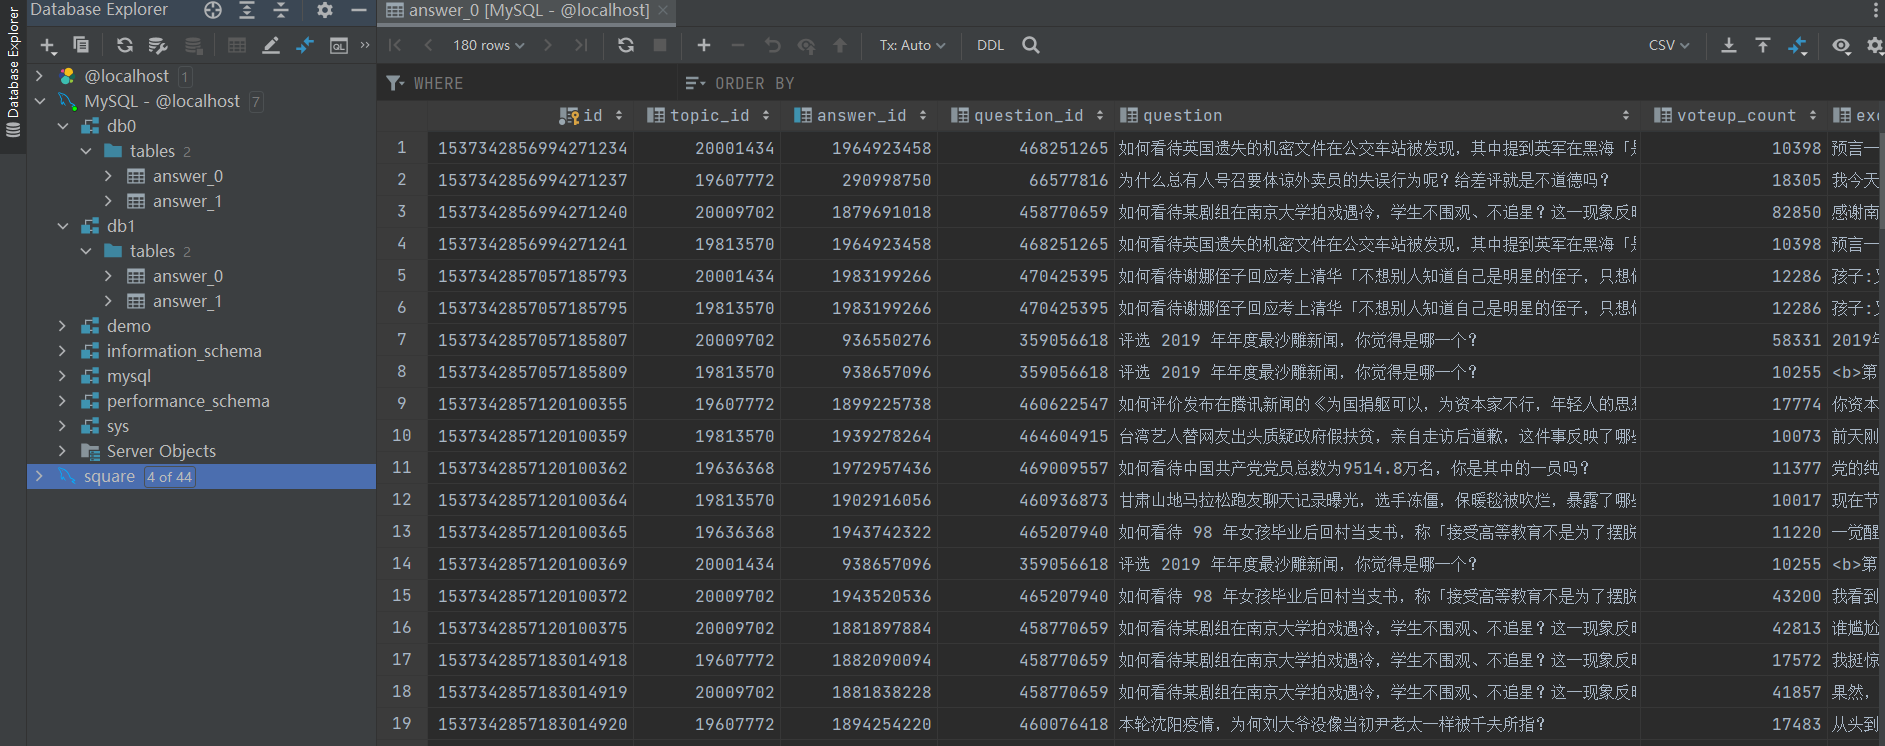 Database Explorer
Database Explorer
answer_0 [MySQL - @localhost]
180 rows
Tx: Auto
DDL
CSV
WHERE
ORDER BY
@localhost 1
MySQL - @localhost 7
db0
tables 2
answer_0
answer_1
db1
tables 2
answer_0
answer_1
demo
information_schema
mysql
performance_schema
sys
Server Objects
square 4 of 44
id topic_id answer_id question_id question voteup_count exc
1 1537342856994271234 20001434 1964923458 468251265 如何看待英国遗失的机密文件在公交车站被发现，其中提到英军在黑海「是 10398 预言一
2 1537342856994271237 19607772 290998750 66577816 为什么总有人号召要体谅外卖员的失误行为呢？给差评就是不道德吗？ 18305 我今天
3 1537342856994271240 20009702 1879691018 458770659 如何看待某剧组在南京大学拍戏遇冷，学生不围观、不追星？这一现象反映 82850 感谢南
4 1537342856994271241 19813570 1964923458 468251265 如何看待英国遗失的机密文件在公交车站被发现，其中提到英军在黑海「是 10398 预言一
5 1537342857057185793 20001434 1983199266 470425395 如何看待谢娜侄子回应考上清华「不想别人知道自己是明星的侄子，只想做 12286 孩子:又
6 1537342857057185795 19813570 1983199266 470425395 如何看待谢娜侄子回应考上清华「不想别人知道自己是明星的侄子，只想做 12286 孩子:又
7 1537342857057185807 20009702 936550276 359056618 评选 2019 年年度最沙雕新闻，你觉得是哪一个？ 58331 2019年
8 1537342857057185809 19813570 938657096 359056618 评选 2019 年年度最沙雕新闻，你觉得是哪一个？ 10255 <b>第
9 1537342857120100355 19607772 1899225738 460622547 如何评价发布在腾讯新闻的《为国捐躯可以，为资本家不行，年轻人的思想 17774 你资本
10 1537342857120100359 19813570 1939278264 464604915 台湾艺人替网友出头质疑政府假扶贫，亲自走访后道歉，这件事反映了哪些 10073 前天刚
11 1537342857120100362 19636368 1972957436 469009557 如何看待中国共产党党员总数为9514.8万名，你是其中的一员吗？ 11377 党的纯
12 1537342857120100364 19813570 1902916056 460936873 甘肃山地马拉松跑友聊天记录曝光，选手冻僵，保暖毯被吹烂，暴露了哪些 10017 现在节
13 1537342857120100365 19636368 1943742322 465207940 如何看待 98 年女孩毕业后回村当支书，称「接受高等教育不是为了摆脱 11220 一觉醒
14 1537342857120100369 20001434 938657096 359056618 评选 2019 年年度最沙雕新闻，你觉得是哪一个？ 10255 <b>第
15 1537342857120100372 20009702 1943520536 465207940 如何看待 98 年女孩毕业后回村当支书，称「接受高等教育不是为了摆脱 43200 我看到
16 1537342857120100375 20009702 1881897884 458770659 如何看待某剧组在南京大学拍戏遇冷，学生不围观、不追星？这一现象反映 42813 谁尴尬
17 1537342857183014918 19607772 1882090094 458770659 如何看待某剧组在南京大学拍戏遇冷，学生不围观、不追星？这一现象反映 17572 我挺惊
18 1537342857183014919 20009702 1881838228 458770659 如何看待某剧组在南京大学拍戏遇冷，学生不围观、不追星？这一现象反映 41857 果然，
19 1537342857183014920 19607772 1894254220 460076418 本轮沈阳疫情，为何刘大爷没像当初尹老太一样被千夫所指？ 17483 从头到